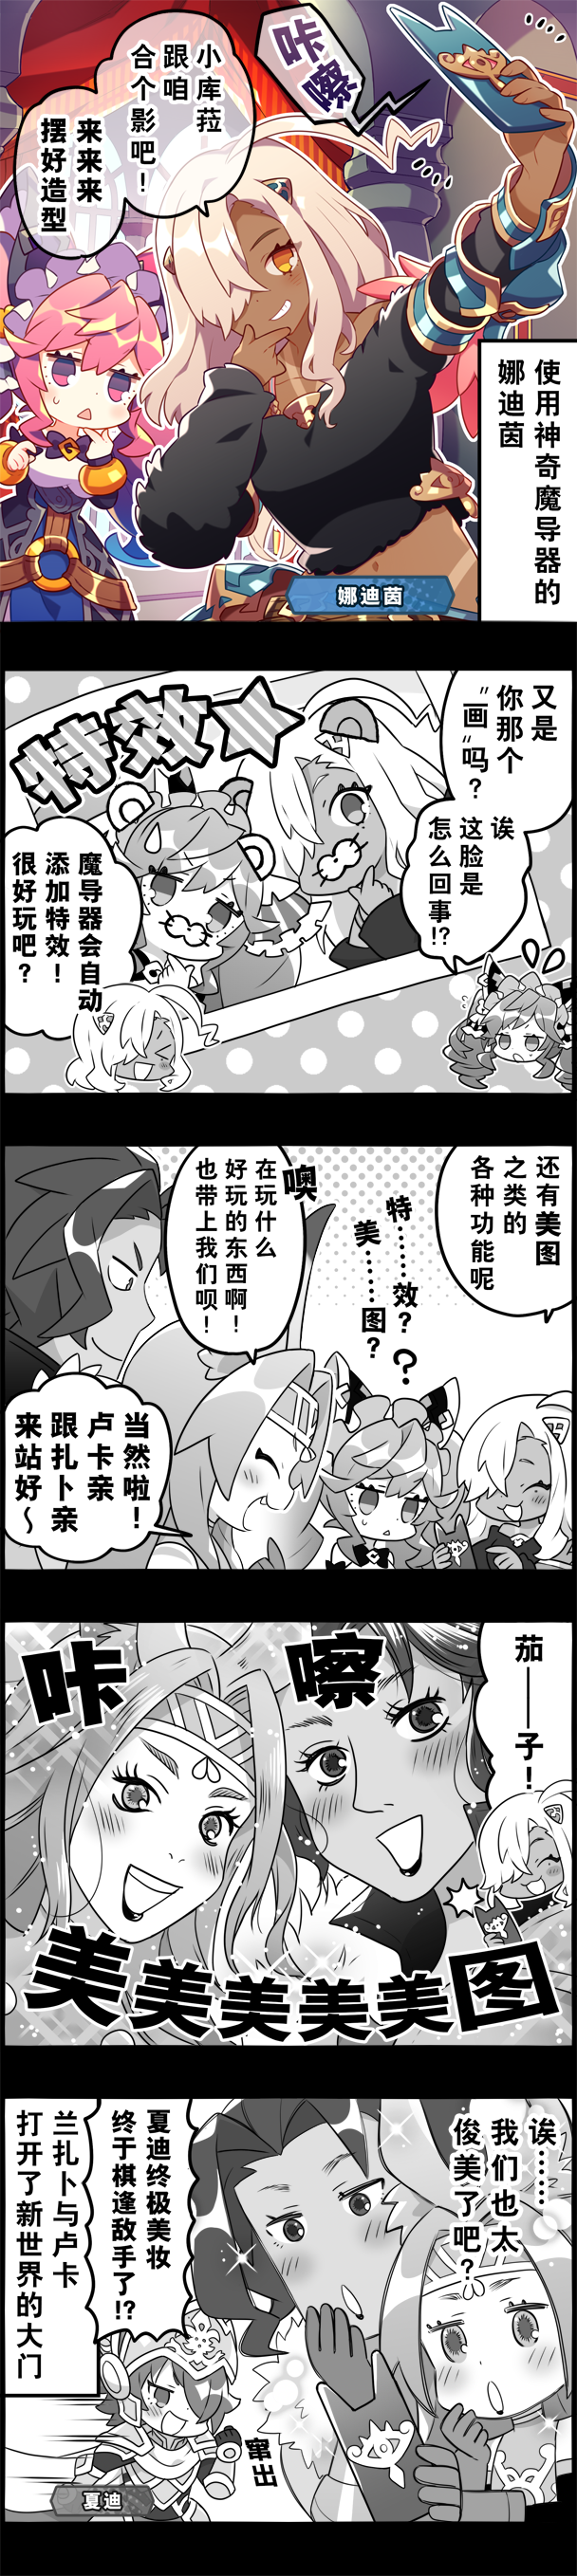 咔嚓
小库菈
跟咱
合个影吧！
来来来
摆好造型
使用神奇魔导器的
娜迪茵
娜迪茵
又是
你那个
"画"吗？
诶
这脸是
怎么回事！？
特效★
魔导器会自动
添加特效！
很好玩吧？
还有美图
之类的
各种功能呢
特……效？
美……图？
？
噢
在玩什么
好玩的东西啊！
也带上我们呗！
当然啦！
卢卡亲
跟扎卜亲
来站好～
茄——子！
咔嚓
美美美美美图
诶……
我们也太
俊美了吧？
夏迪终极美妆
终于棋逢敌手了！？
窜出
夏迪
兰扎卜与卢卡
打开了新世界的大门